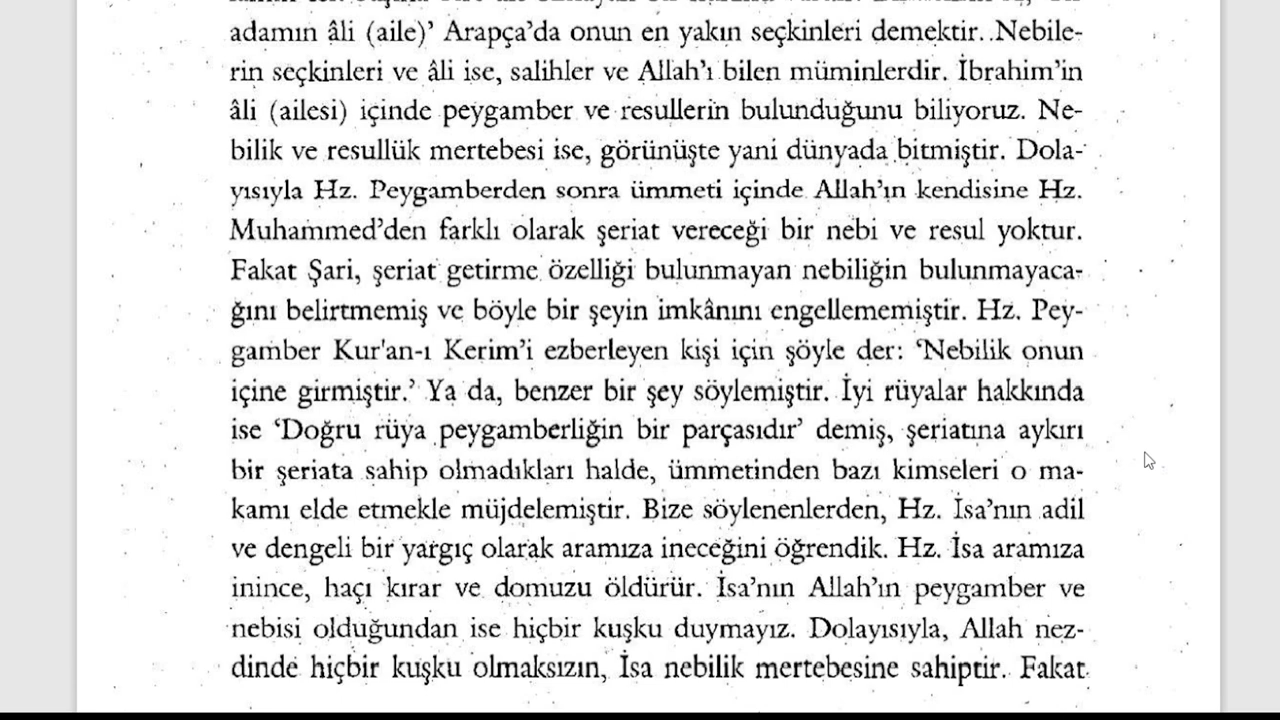 adamın âli (aile)’ Arapça’da onun en yakın seçkinleri demektir. Nebile-
rin seçkinleri ve âli ise, salihler ve Allah’ı bilen müminlerdir. İbrahim’in
âli (ailesi) içinde peygamber ve resullerin bulunduğunu biliyoruz. Ne-
bilik ve resullük mertebesi ise, görünüşte yani dünyada bitmiştir. Dola-
yısıyla Hz. Peygamberden sonra ümmeti içinde Allah’ın kendisine Hz.
Muhammed’den farklı olarak şeriat vereceği bir nebi ve resul yoktur.
Fakat Şari, şeriat getirme özelliği bulunmayan nebiliğin bulunmayaca-
ğını belirtmemiş ve böyle bir şeyin imkânını engellememiştir. Hz. Pey-
gamber Kur'an-ı Kerim’i ezberleyen kişi için şöyle der: ‘Nebilik onun
içine girmiştir.’ Ya da, benzer bir şey söylemiştir. İyi rüyalar hakkında
ise ‘Doğru rüya peygamberliğin bir parçasıdır’ demiş, şeriatına aykırı
bir şeriata sahip olmadıkları halde, ümmetinden bazı kimseleri o ma-
kamı elde etmekle müjdelemiştir. Bize söylenenlerden, Hz. İsa’nın adil
ve dengeli bir yargıç olarak aramıza ineceğini öğrendik. Hz. İsa aramıza
inince, haçı kırar ve domuzu öldürür. İsa’nın Allah’ın peygamber ve
nebisi olduğundan ise hiçbir kuşku duymayız. Dolayısıyla, Allah nez-
dinde hiçbir kuşku olmaksızın, İsa nebilik mertebesine sahiptir. Fakat